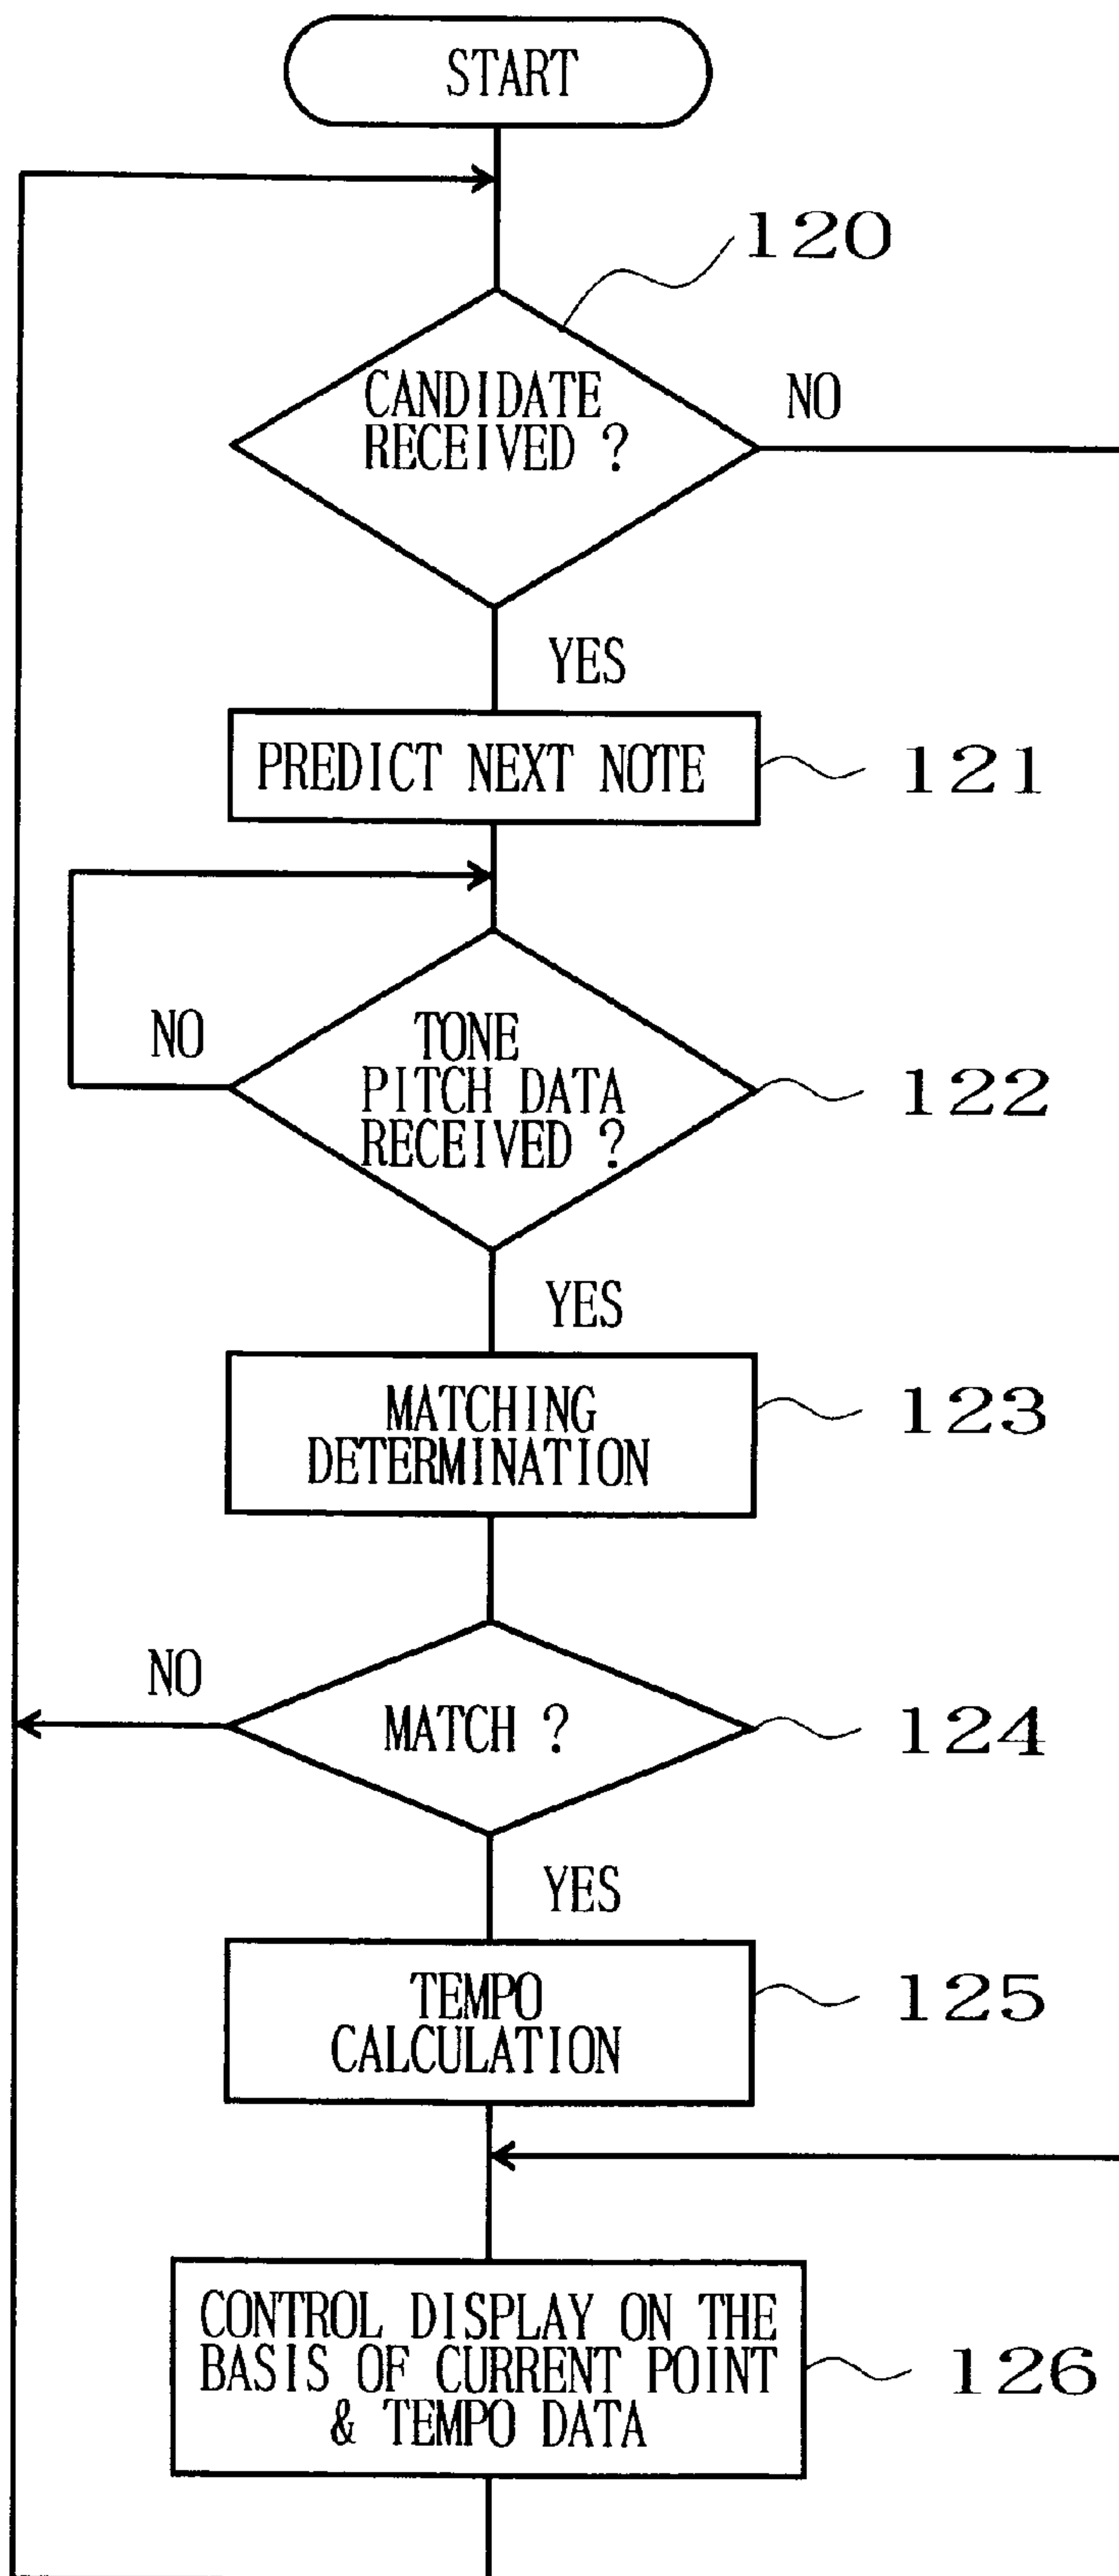 START
120
CANDIDATE
RECEIVED ?
NO
YES
PREDICT NEXT NOTE
121
NO
TONE
PITCH DATA
RECEIVED ?
122
YES
MATCHING
DETERMINATION
123
NO
MATCH ?
124
YES
TEMPO
CALCULATION
125
CONTROL DISPLAY ON THE
BASIS OF CURRENT POINT
& TEMPO DATA
126